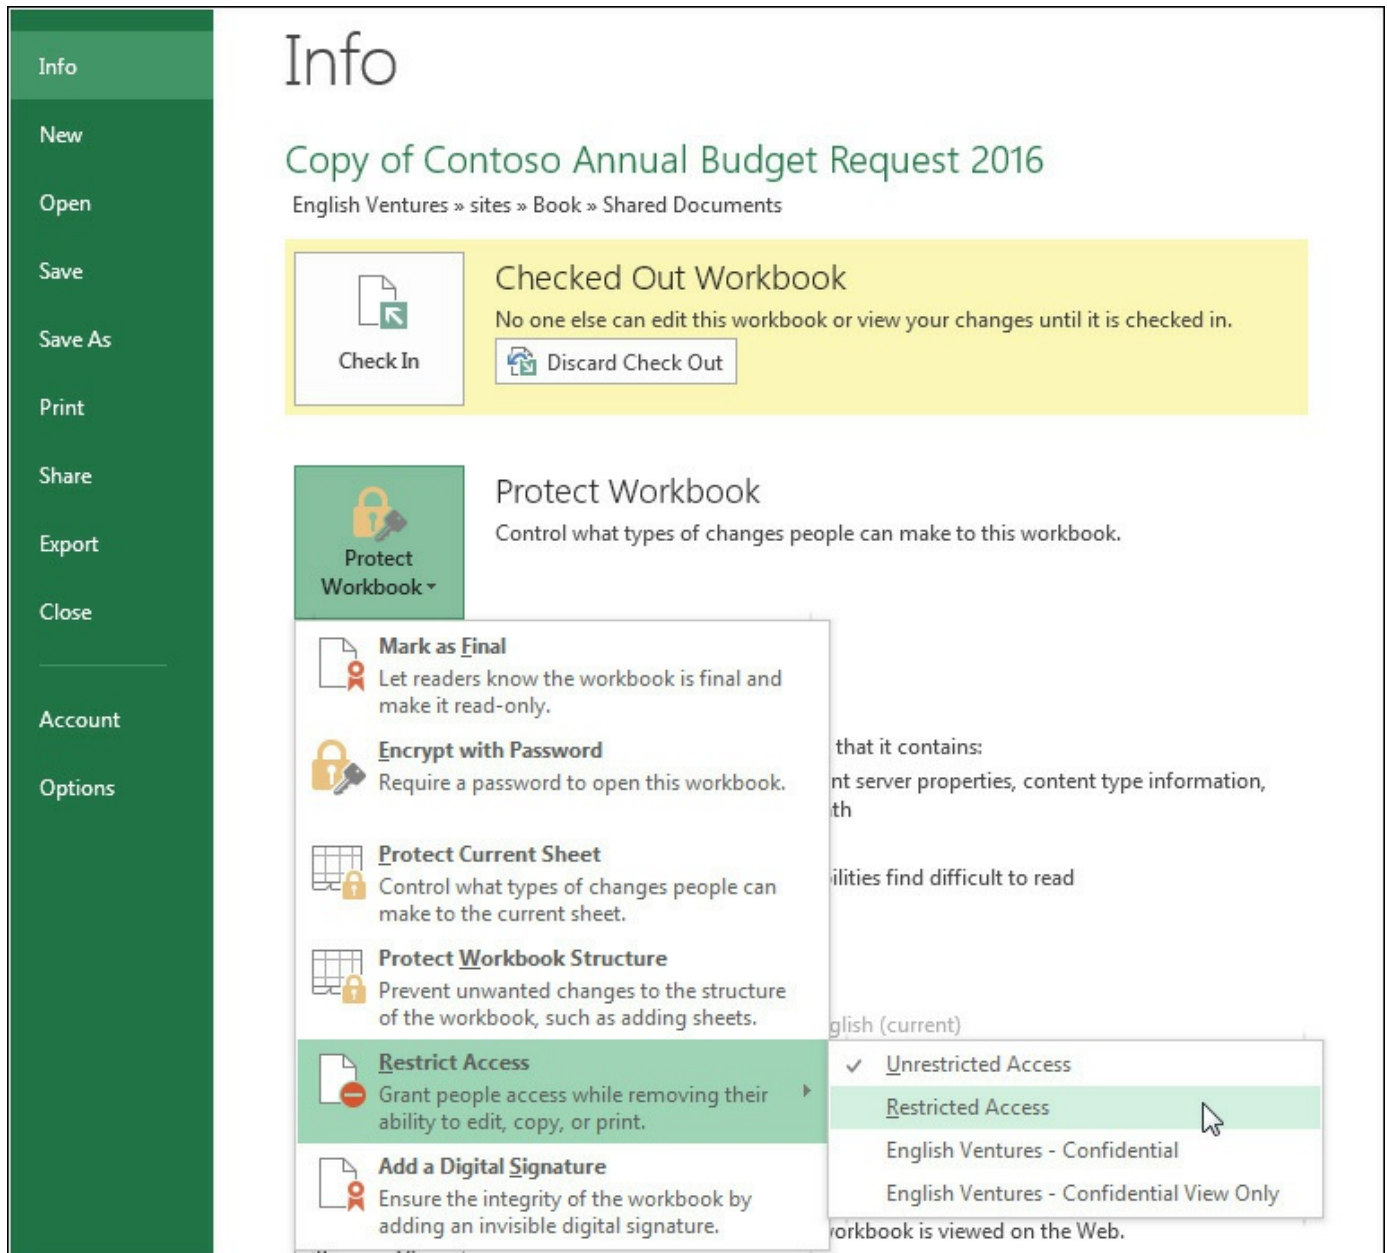 Info
New
Open
Save
Save As
Print
Share
Export
Close
Account
Options
Info
Copy of Contoso Annual Budget Request 2016
English Ventures » sites » Book » Shared Documents
Check In
Checked Out Workbook
No one else can edit this workbook or view your changes until it is checked in.
Discard Check Out
Protect
Workbook
Protect Workbook
Control what types of changes people can make to this workbook.
Mark as Final
Let readers know the workbook is final and
make it read-only.
Encrypt with Password
Require a password to open this workbook.
Protect Current Sheet
Control what types of changes people can
make to the current sheet.
Protect Workbook Structure
Prevent unwanted changes to the structure
of the workbook, such as adding sheets.
Restrict Access
Grant people access while removing their
ability to edit, copy, or print.
Add a Digital Signature
Ensure the integrity of the workbook by
adding an invisible digital signature.
that it contains:
nt server properties, content type information,
th
ilities find difficult to read
glish (current)
Unrestricted Access
Restricted Access
English Ventures - Confidential
English Ventures - Confidential View Only
workbook is viewed on the Web.